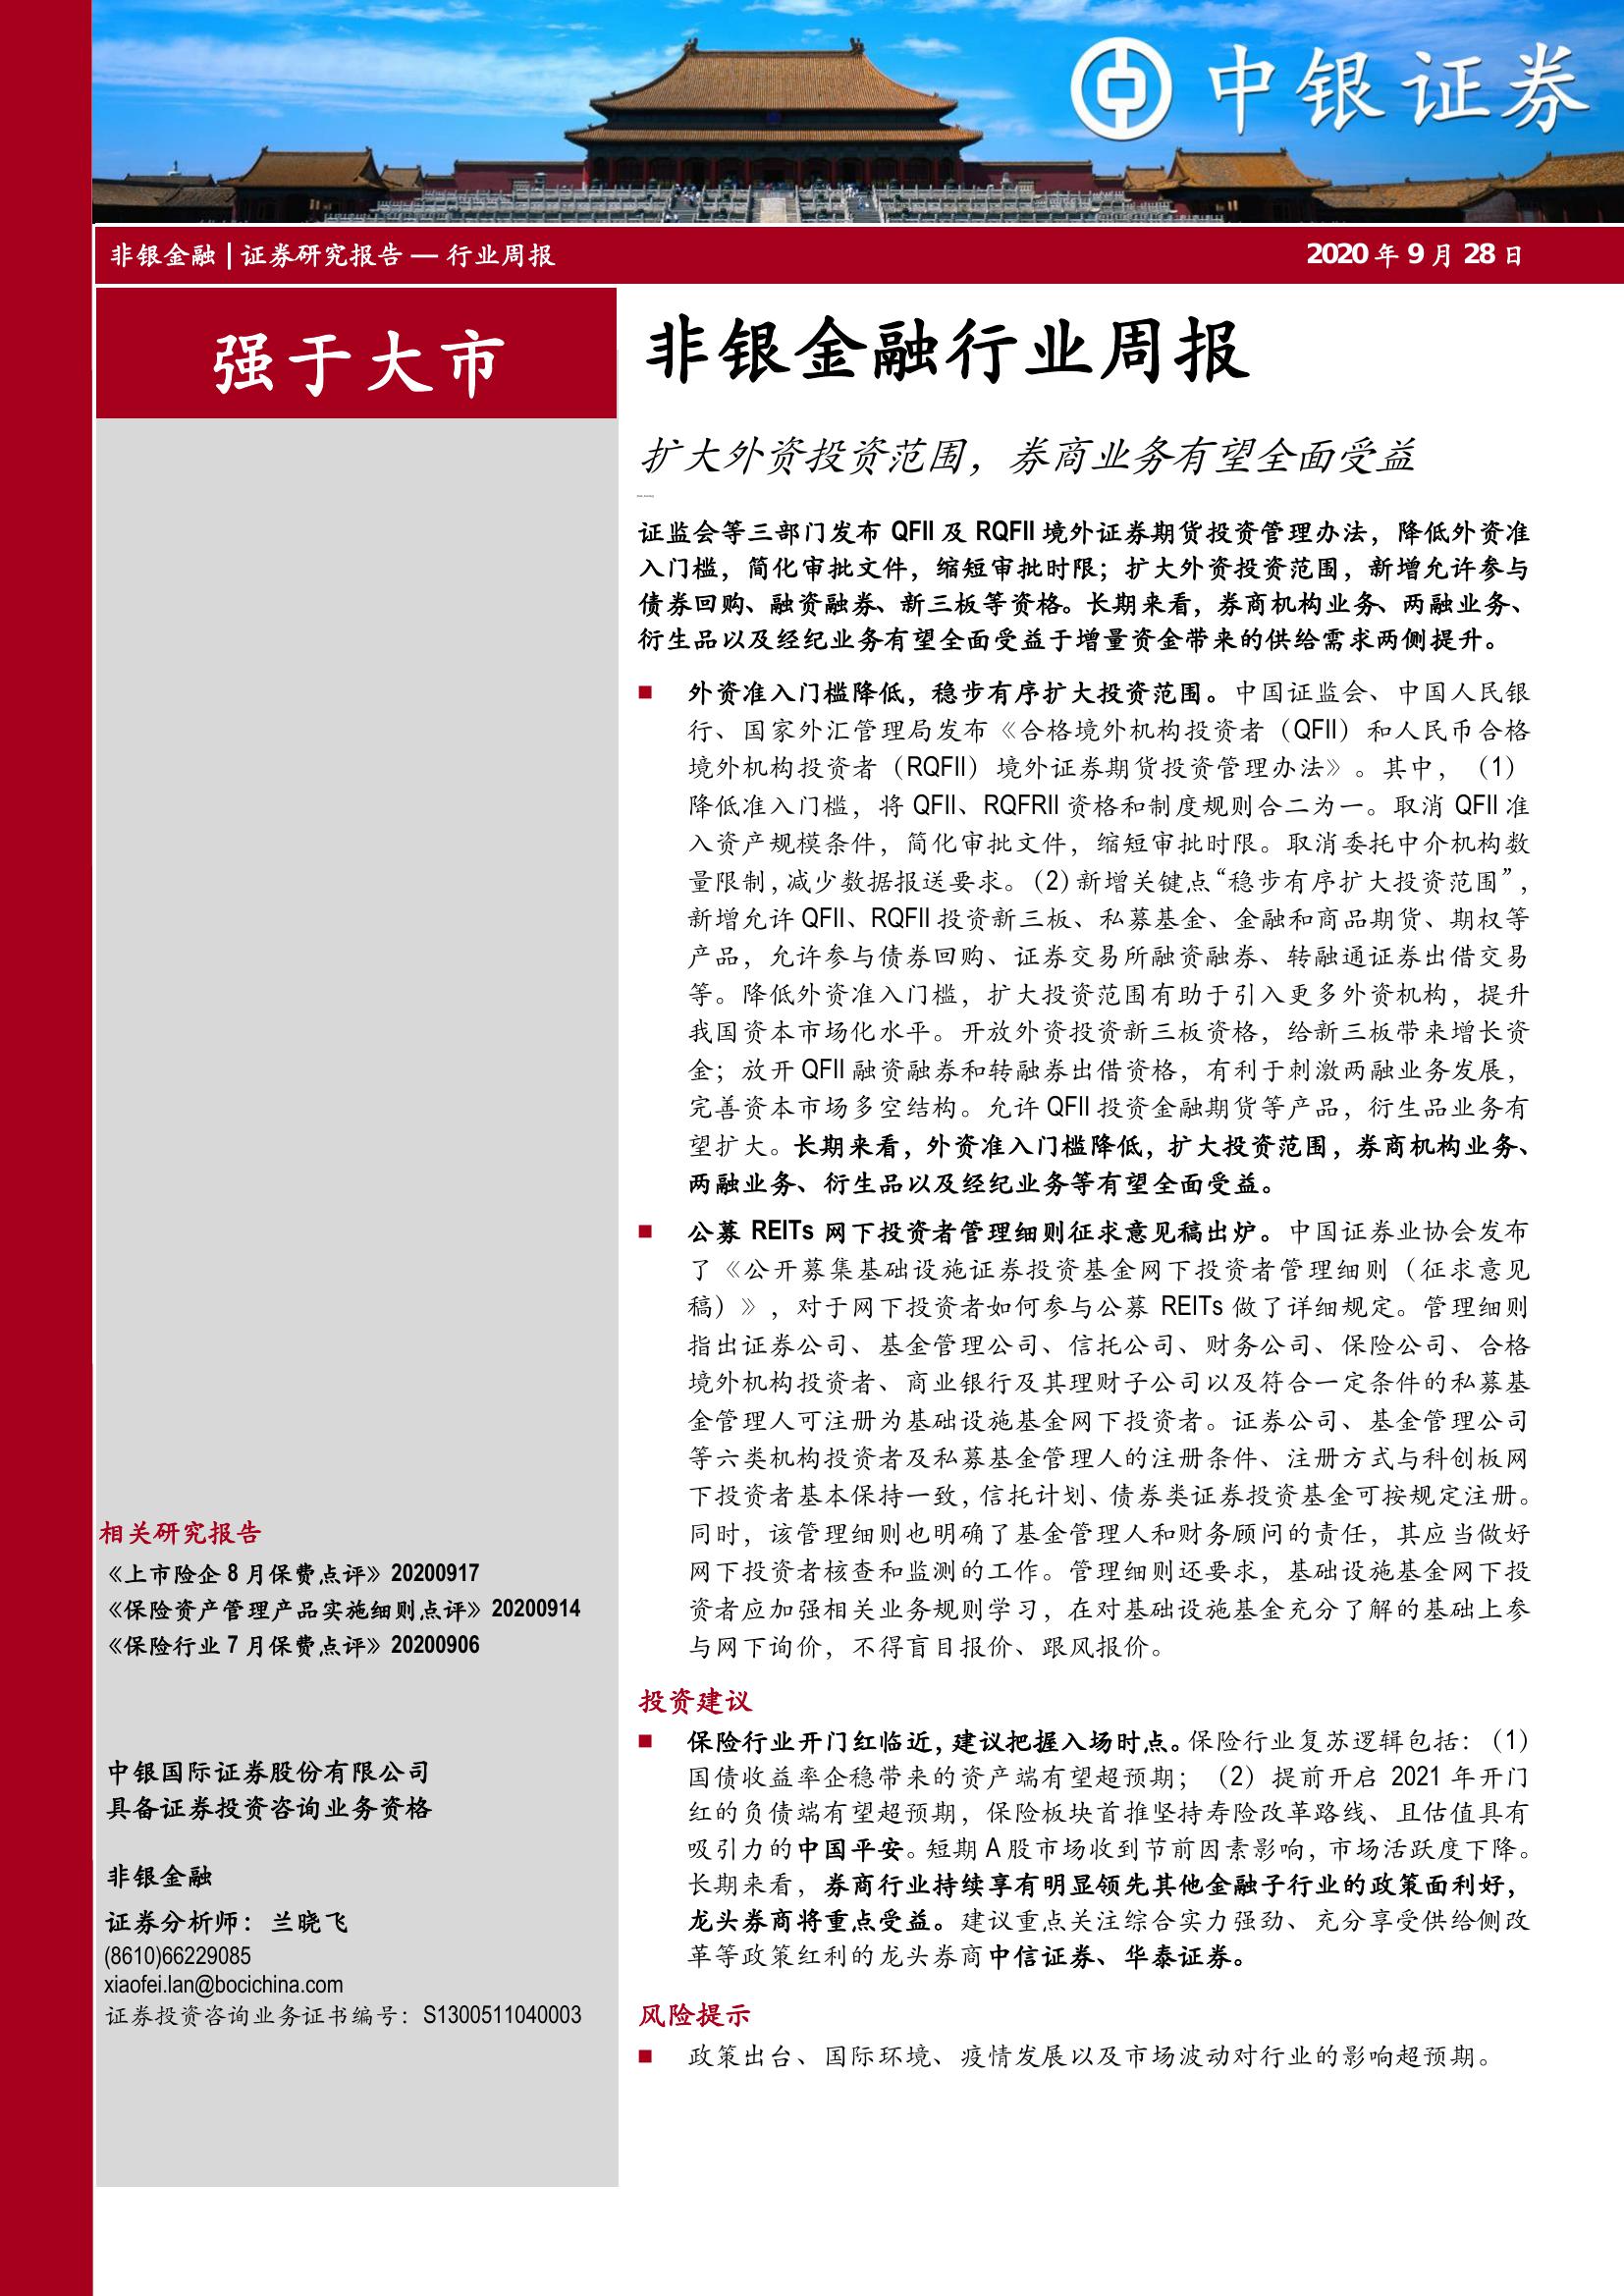 中银证券
非银金融 | 证券研究报告 — 行业周报
2020 年 9 月 28 日
强于大市
非银金融行业周报
扩大外资投资范围，券商业务有望全面受益
证监会等三部门发布 QFII 及 RQFII 境外证券期货投资管理办法，降低外资准
入门槛，简化审批文件，缩短审批时限；扩大外资投资范围，新增允许参与
债券回购、融资融券、新三板等资格。长期来看，券商机构业务、两融业务、
衍生品以及经纪业务有望全面受益于增量资金带来的供给需求两侧提升。
■ 外资准入门槛降低，稳步有序扩大投资范围。中国证监会、中国人民银
行、国家外汇管理局发布《合格境外机构投资者（QFII）和人民币合格
境外机构投资者（RQFII）境外证券期货投资管理办法》。其中，（1）
降低准入门槛，将 QFII、RQFRII 资格和制度规则合二为一。取消 QFII 准
入资产规模条件，简化审批文件，缩短审批时限。取消委托中介机构数
量限制，减少数据报送要求。（2）新增关键点“稳步有序扩大投资范围”，
新增允许 QFII、RQFII 投资新三板、私募基金、金融和商品期货、期权等
产品，允许参与债券回购、证券交易所融资融券、转融通证券出借交易
等。降低外资准入门槛，扩大投资范围有助于引入更多外资机构，提升
我国资本市场化水平。开放外资投资新三板资格，给新三板带来增长资
金；放开 QFII 融资融券和转融券出借资格，有利于刺激两融业务发展，
完善资本市场多空结构。允许 QFII 投资金融期货等产品，衍生品业务有
望扩大。长期来看，外资准入门槛降低，扩大投资范围，券商机构业务、
两融业务、衍生品以及经纪业务等有望全面受益。
■ 公募 REITs 网下投资者管理细则征求意见稿出炉。中国证券业协会发布
了《公开募集基础设施证券投资基金网下投资者管理细则（征求意见
稿）》，对于网下投资者如何参与公募 REITs 做了详细规定。管理细则
指出证券公司、基金管理公司、信托公司、财务公司、保险公司、合格
境外机构投资者、商业银行及其理财子公司以及符合一定条件的私募基
金管理人可注册为基础设施基金网下投资者。证券公司、基金管理公司
等六类机构投资者及私募基金管理人的注册条件、注册方式与科创板网
下投资者基本保持一致，信托计划、债券类证券投资基金可按规定注册。
同时，该管理细则也明确了基金管理人和财务顾问的责任，其应当做好
网下投资者核查和监测的工作。管理细则还要求，基础设施基金网下投
资者应加强相关业务规则学习，在对基础设施基金充分了解的基础上参
与网下询价，不得盲目报价、跟风报价。
投资建议
■ 保险行业开门红临近，建议把握入场时点。保险行业复苏逻辑包括：（1）
国债收益率企稳带来的资产端有望超预期；（2）提前开启 2021 年开门
红的负债端有望超预期，保险板块首推坚持寿险改革路线、且估值具有
吸引力的中国平安。短期 A 股市场收到节前因素影响，市场活跃度下降。
长期来看，券商行业持续享有明显领先其他金融子行业的政策面利好，
龙头券商将重点受益。建议重点关注综合实力强劲、充分享受供给侧改
革等政策红利的龙头券商中信证券、华泰证券。
风险提示
■ 政策出台、国际环境、疫情发展以及市场波动对行业的影响超预期。
相关研究报告
《上市险企 8 月保费点评》20200917
《保险资产管理产品实施细则点评》20200914
《保险行业 7 月保费点评》20200906
中银国际证券股份有限公司
具备证券投资咨询业务资格
非银金融
证券分析师：兰晓飞
(8610)66229085
xiaofei.lan@bocichina.com
证券投资咨询业务证书编号：S1300511040003